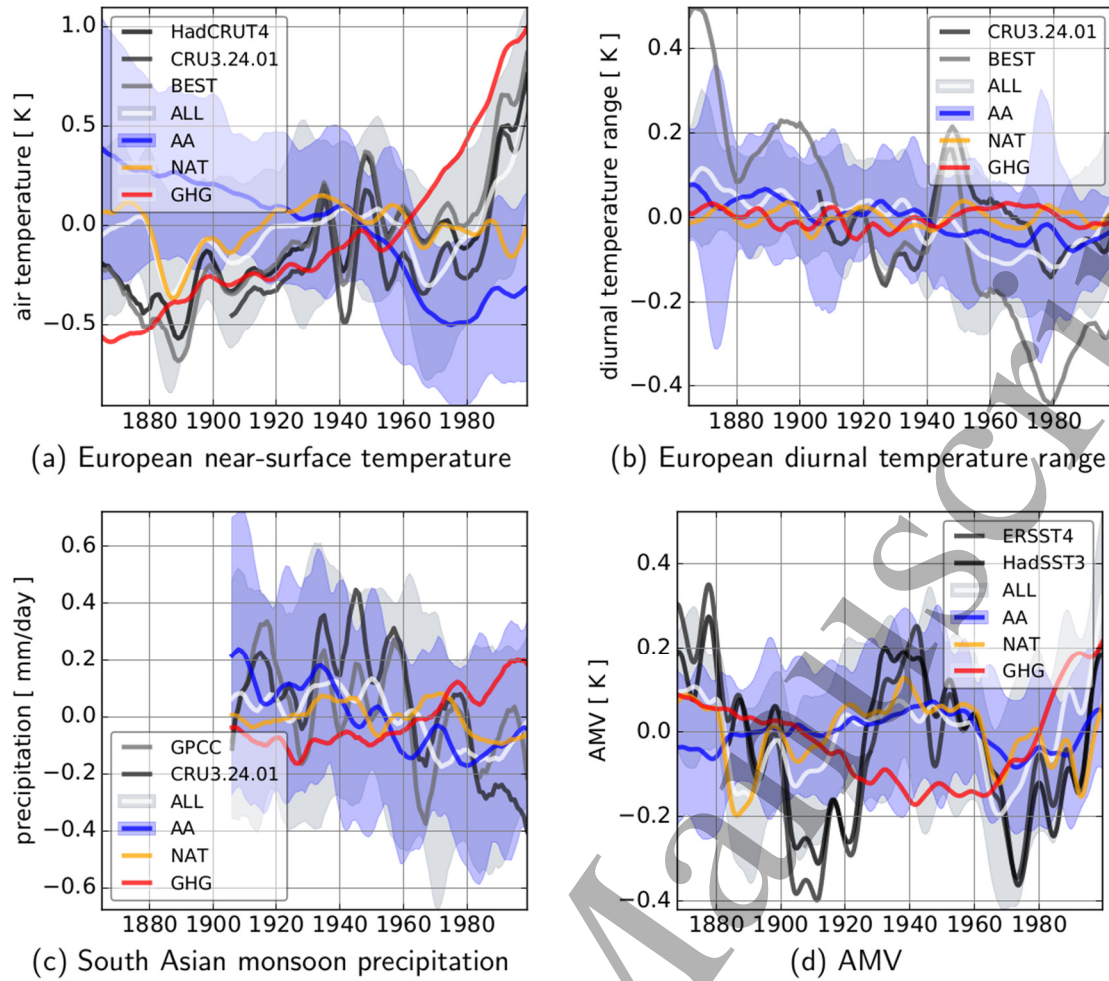 1.0
0.5
0.0
−0.5
air temperature [ K ]
HadCRUT4
CRU3.24.01
BEST
ALL
AA
NAT
GHG
1880 1900 1920 1940 1960 1980
(a) European near-surface temperature
0.4
0.2
0.0
−0.2
−0.4
diurnal temperature range [ K ]
CRU3.24.01
BEST
ALL
AA
NAT
GHG
1880 1900 1920 1940 1960 1980
(b) European diurnal temperature range
0.6
0.4
0.2
0.0
−0.2
−0.4
−0.6
precipitation [ mm/day ]
GPCC
CRU3.24.01
ALL
AA
NAT
GHG
1880 1900 1920 1940 1960 1980
(c) South Asian monsoon precipitation
0.4
0.2
0.0
−0.2
−0.4
AMV [ K ]
ERSST4
HadSST3
ALL
AA
NAT
GHG
1880 1900 1920 1940 1960 1980
(d) AMV